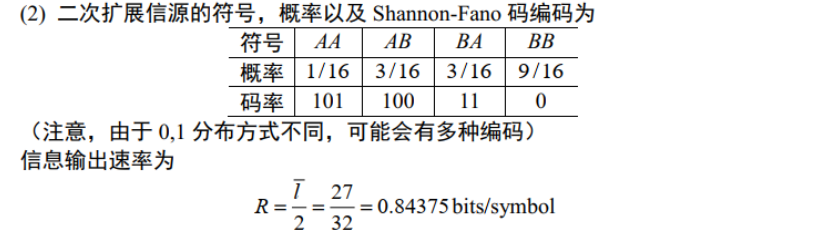 (2) 二次扩展信源的符号，概率以及 Shannon-Fano 码编码为
符号 AA AB BA BB
概率 1/16 3/16 3/16 9/16
码率 101 100 11 0
（注意，由于 0,1 分布方式不同，可能会有多种编码）
信息输出速率为
R = l̅/2 = 27/32 = 0.84375 bits/symbol